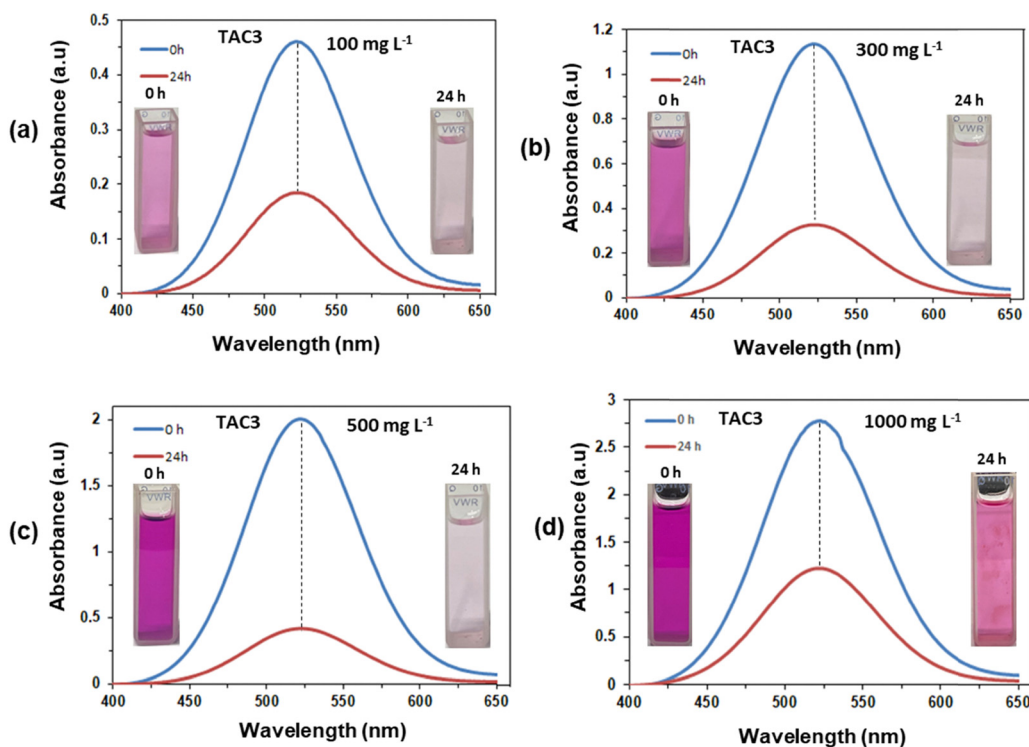 (a)
TAC3
100 mg L⁻¹
0h
24h
0 h
24 h
VWR
VWR
Absorbance (a.u)
0.5
0.4
0.3
0.2
0.1
0
400
450
500
550
600
650
Wavelength (nm)
(b)
TAC3
300 mg L⁻¹
0h
24h
0 h
24 h
VWR
VWR
Absorbance (a.u)
1.2
1
0.8
0.6
0.4
0.2
0
400
450
500
550
600
650
Wavelength (nm)
(c)
TAC3
500 mg L⁻¹
0 h
24h
0 h
24 h
VWR
VWR
Absorbance (a.u)
2
1.5
1
0.5
0
400
450
500
550
600
650
Wavelength (nm)
(d)
TAC3
1000 mg L⁻¹
0 h
24 h
0 h
24 h
Absorbance (a.u)
3
2.5
2
1.5
1
0.5
0
400
450
500
550
600
650
Wavelength (nm)